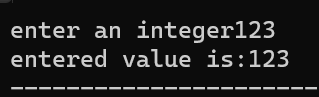 enter an integer123
entered value is:123
--------------------------------